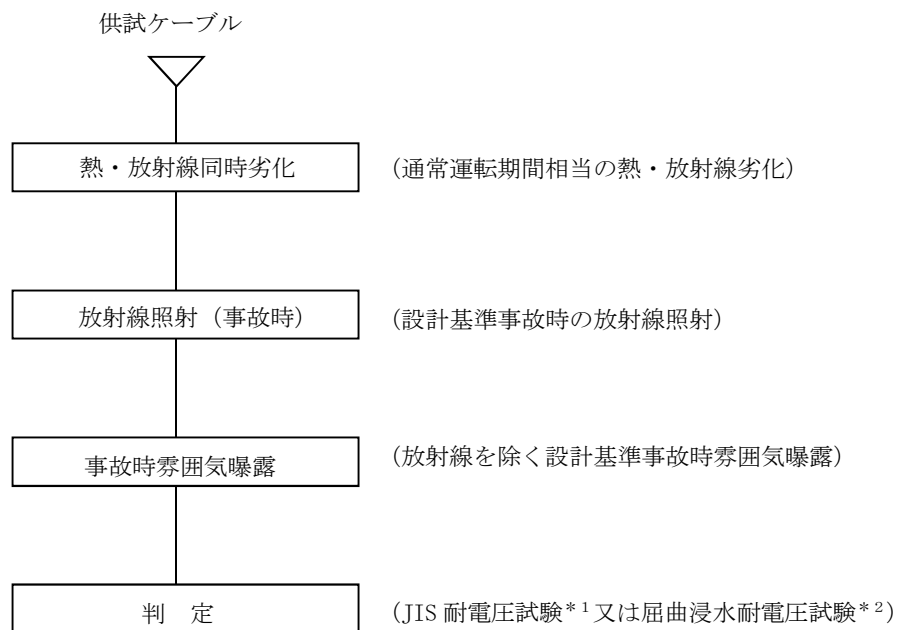 供試ケーブル
熱・放射線同時劣化 (通常運転期間相当の熱・放射線劣化)
放射線照射(事故時) (設計基準事故時の放射線照射)
事故時雰囲気曝露 (放射線を除く設計基準事故時雰囲気曝露)
判 定 (JIS 耐電圧試験*1又は屈曲浸水耐電圧試験*2)